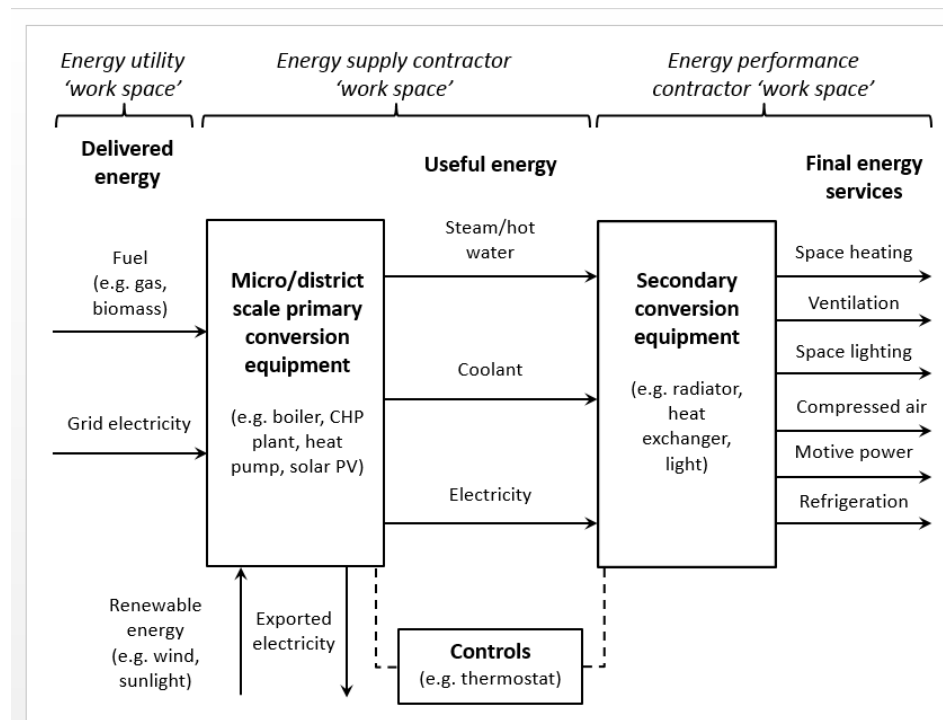 Energy utility
‘work space’
Energy supply contractor
‘work space’
Energy performance
contractor ‘work space’
Delivered
energy
Useful energy
Final energy
services
Fuel
(e.g. gas,
biomass)
Grid electricity
Micro/district
scale primary
conversion
equipment
(e.g. boiler, CHP
plant, heat
pump, solar PV)
Steam/hot
water
Coolant
Electricity
Secondary
conversion
equipment
(e.g. radiator,
heat
exchanger,
light)
Space heating
Ventilation
Space lighting
Compressed air
Motive power
Refrigeration
Renewable
energy
(e.g. wind,
sunlight)
Exported
electricity
Controls
(e.g. thermostat)